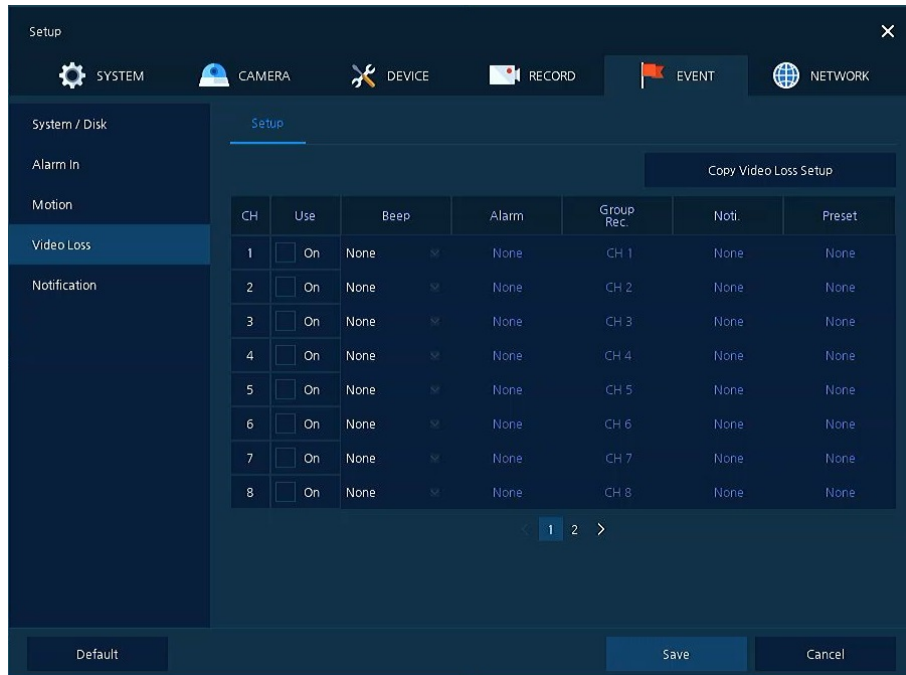 Setup
SYSTEM CAMERA DEVICE RECORD EVENT NETWORK
System / Disk
Alarm In
Motion
Video Loss
Notification
Setup
Copy Video Loss Setup
CH Use Beep Alarm Group Rec. Noti. Preset
1 On None None CH 1 None None
2 On None None CH 2 None None
3 On None None CH 3 None None
4 On None None CH 4 None None
5 On None None CH 5 None None
6 On None None CH 6 None None
7 On None None CH 7 None None
8 On None None CH 8 None None
< 1 2 >
Default Save Cancel